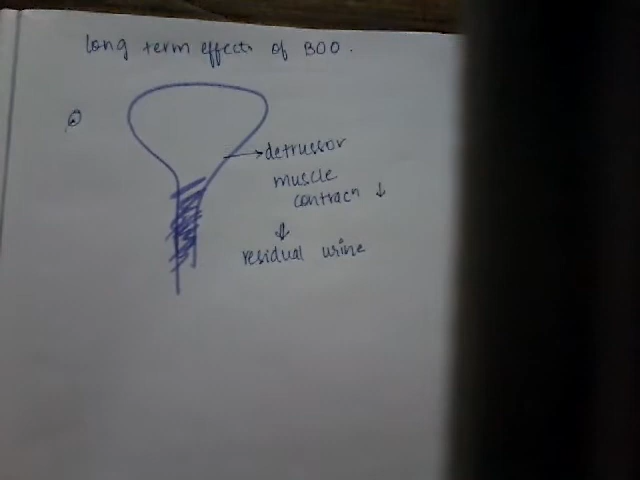 long term effects of BOO.
→ detrussor
muscle
contracn ↓
⇓
residual urine